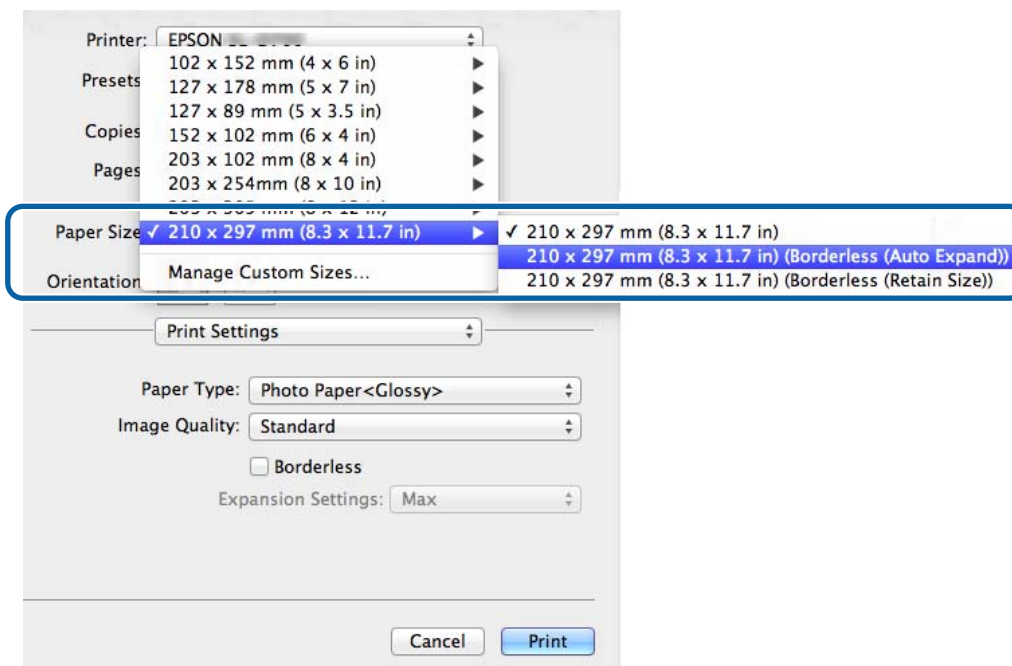 Printer: EPSON
102 x 152 mm (4 x 6 in)
Presets
127 x 178 mm (5 x 7 in)
127 x 89 mm (5 x 3.5 in)
Copies
152 x 102 mm (6 x 4 in)
203 x 102 mm (8 x 4 in)
Pages
203 x 254mm (8 x 10 in)
Paper Size ✓ 210 x 297 mm (8.3 x 11.7 in) ▶ ✓ 210 x 297 mm (8.3 x 11.7 in)
210 x 297 mm (8.3 x 11.7 in) (Borderless (Auto Expand))
Orientation Manage Custom Sizes... 210 x 297 mm (8.3 x 11.7 in) (Borderless (Retain Size))
Print Settings
Paper Type: Photo Paper<Glossy>
Image Quality: Standard
Borderless
Expansion Settings: Max
Cancel Print